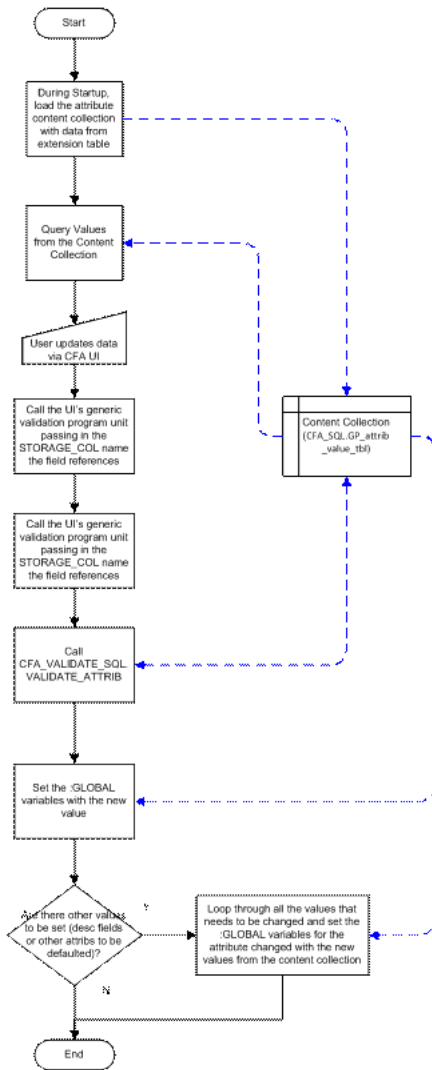 Start
During Startup,
load the attribute
content collection
with data from
extension table
Query Values
from the Content
Collection
User updates data
via CFA UI
Content Collection
(CFA_SQL.GP_attrib
_value_tbl)
Call the UI's generic
validation program unit
passing in the
STORAGE_COL name
the field references
Call the UI's generic
validation program unit
passing in the
STORAGE_COL name
the field references
Call
CFA_VALIDATE_SQL.
VALIDATE_ATTRIB
Set the :GLOBAL
variables with the new
value
Are there other values
to be set (desc fields
or other attribs to be
defaulted)?
Y
Loop through all the values that
needs to be changed and set the
:GLOBAL variables for the
attribute changed with the new
values from the content collection
N
End